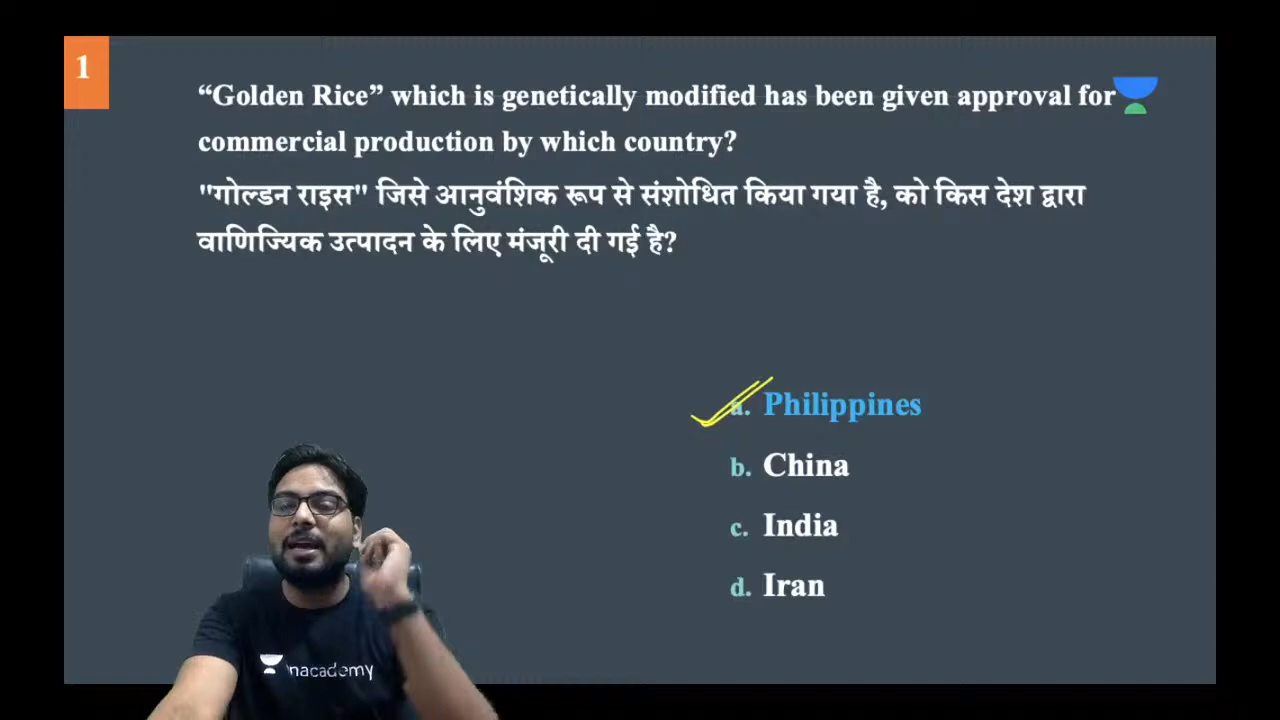 1
“Golden Rice” which is genetically modified has been given approval for
commercial production by which country?
"गोल्डन राइस" जिसे आनुवंशिक रूप से संशोधित किया गया है, को किस देश द्वारा
वाणिज्यिक उत्पादन के लिए मंजूरी दी गई है?
a. Philippines
b. China
c. India
d. Iran
unacademy